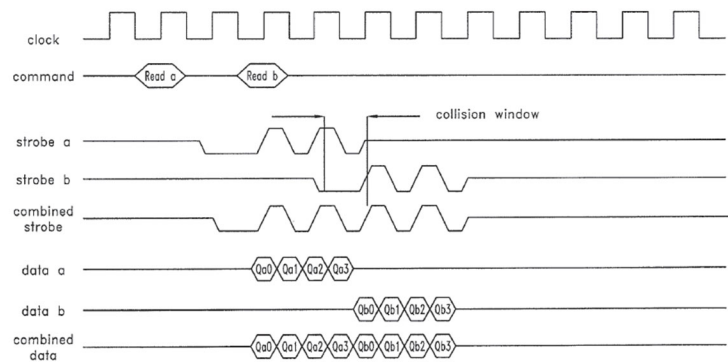 clock
command Read a Read b
collision window
strobe a
strobe b
combined
strobe
data a Qa0 Qa1 Qa2 Qa3
data b Qb0 Qb1 Qb2 Qb3
combined
data Qa0 Qa1 Qa2 Qa3 Qb0 Qb1 Qb2 Qb3